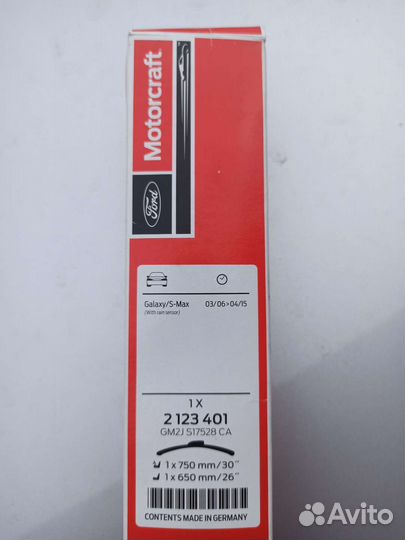 Motorcraft
Ford
Galaxy/S-Max 03/06>04/15
(With rain sensor)
1 X
2 123 401
GM2J S17528 CA
1 x 750 mm/30"
1 x 650 mm/26"
CONTENTS MADE IN GERMANY
Avito